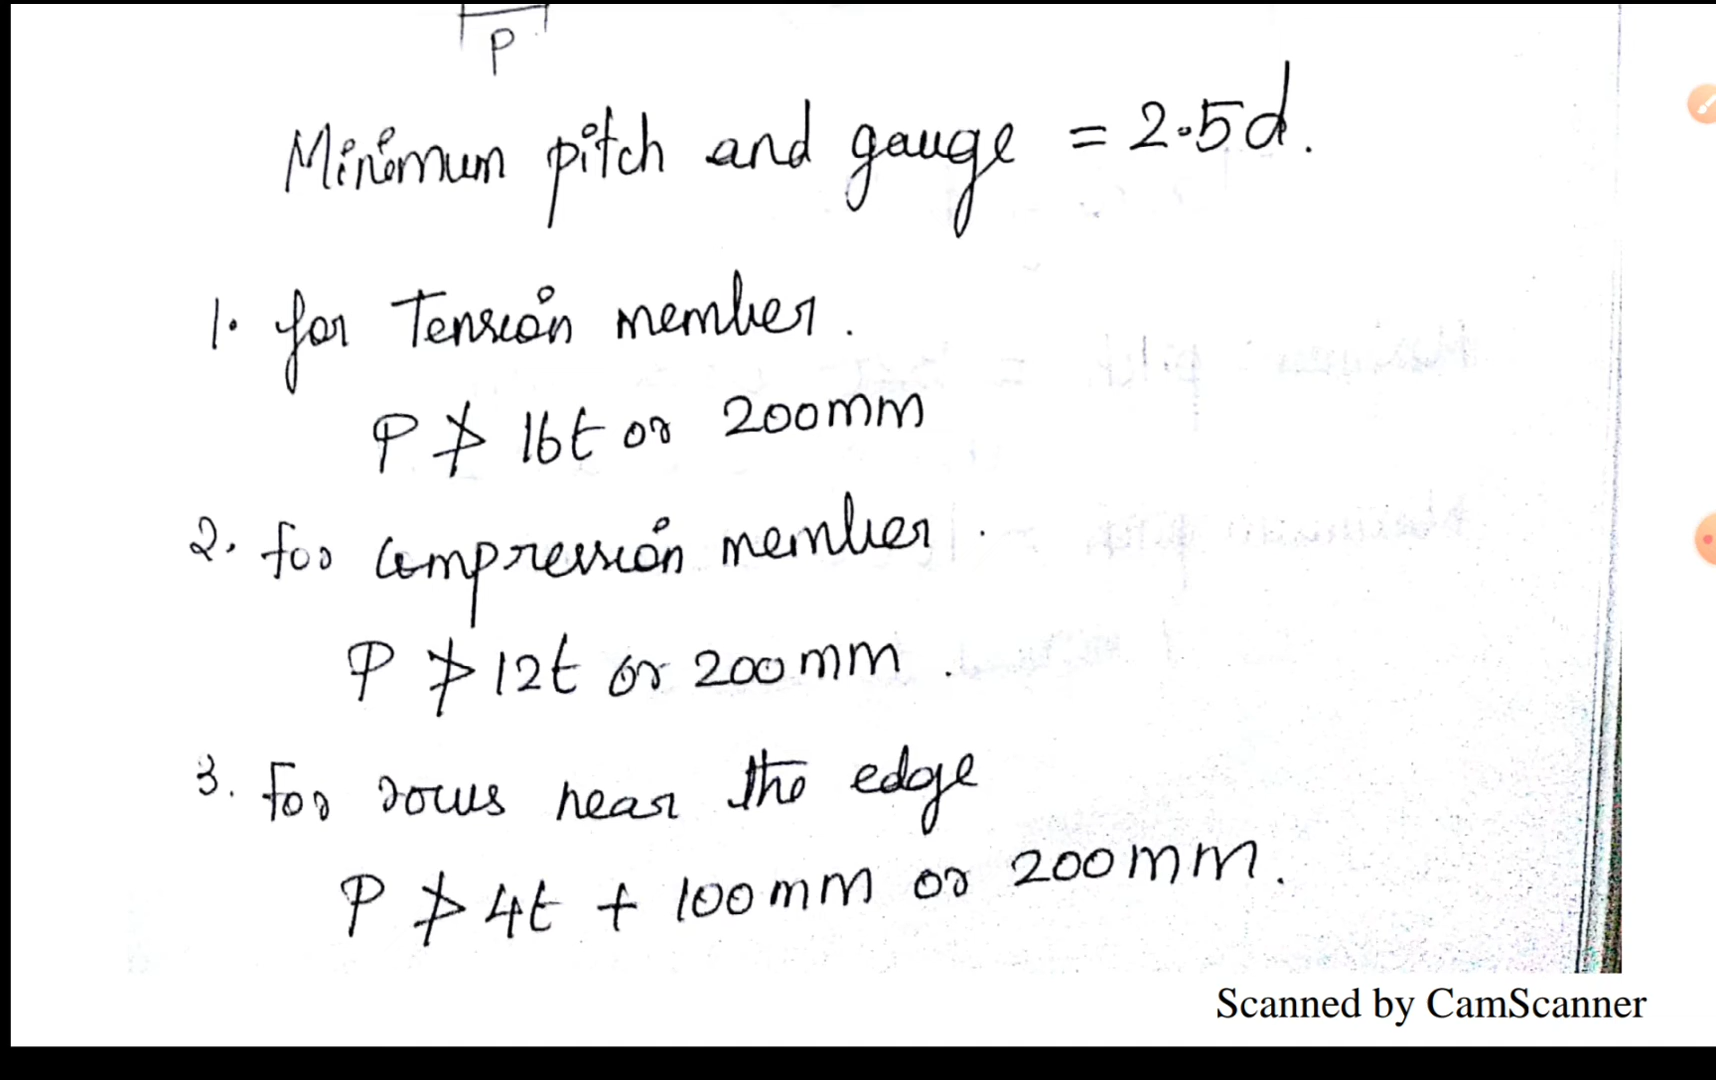 P
Minimum pitch and gauge = 2.5d.
1. for Tension member.
P ≯ 16t or 200mm
2. for compression member.
P ≯ 12t or 200mm.
3. For rows near the edge
P ≯ 4t + 100mm or 200mm.
Scanned by CamScanner